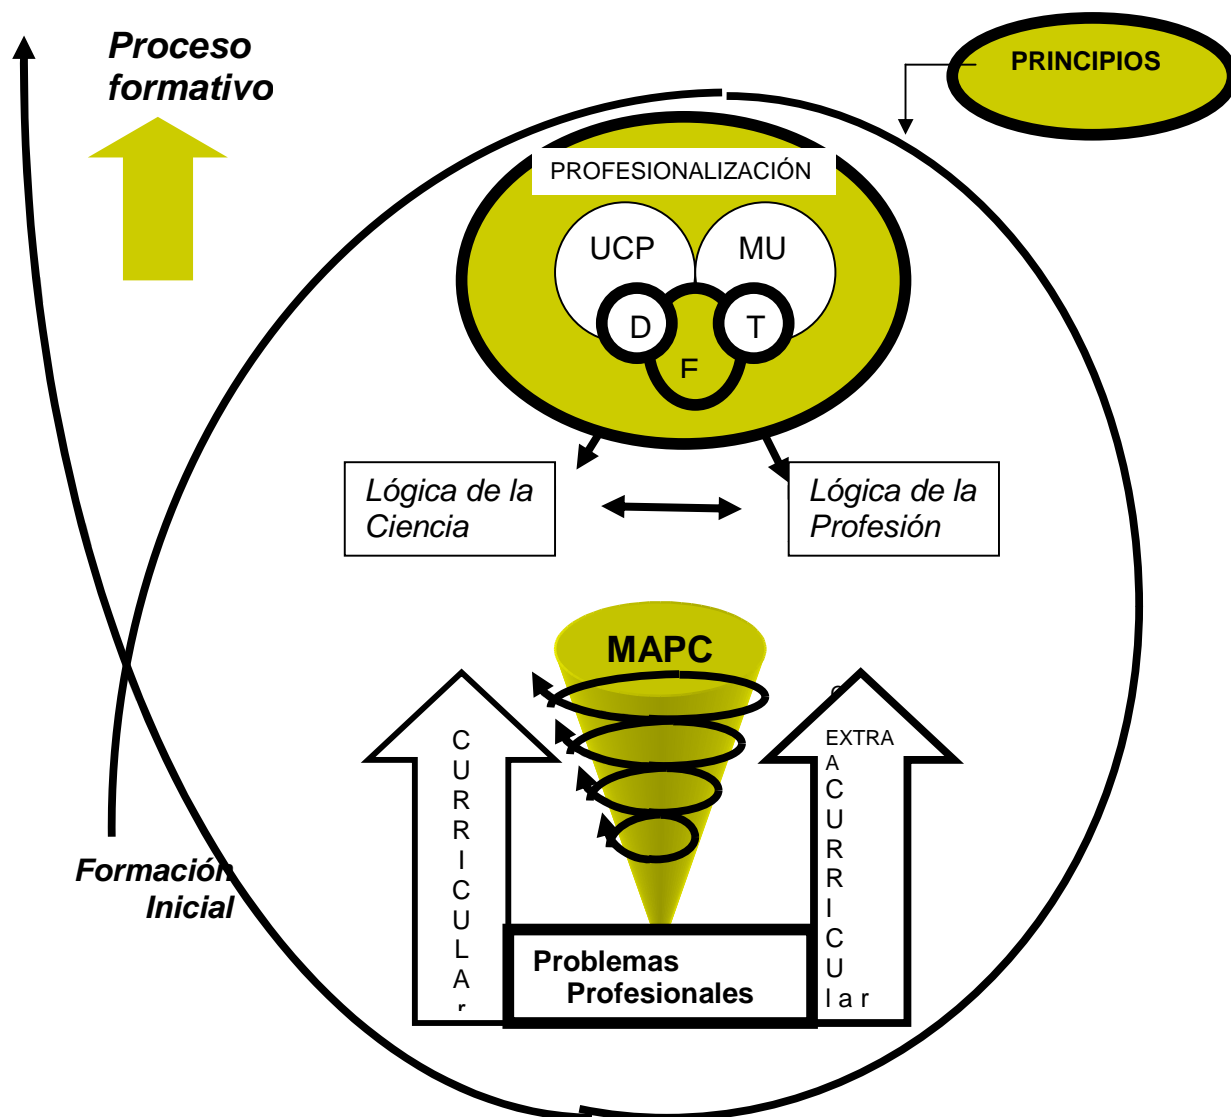 Proceso
formativo
PRINCIPIOS
PROFESIONALIZACIÓN
UCP
MU
D
T
Lógica de la
Ciencia
Lógica de la
Profesión
MAPC
C
U
R
R
I
C
U
L
A
r
EXTRA
A
C
U
R
R
I
C
U
lar
Formación
Inicial
Problemas
Profesionales